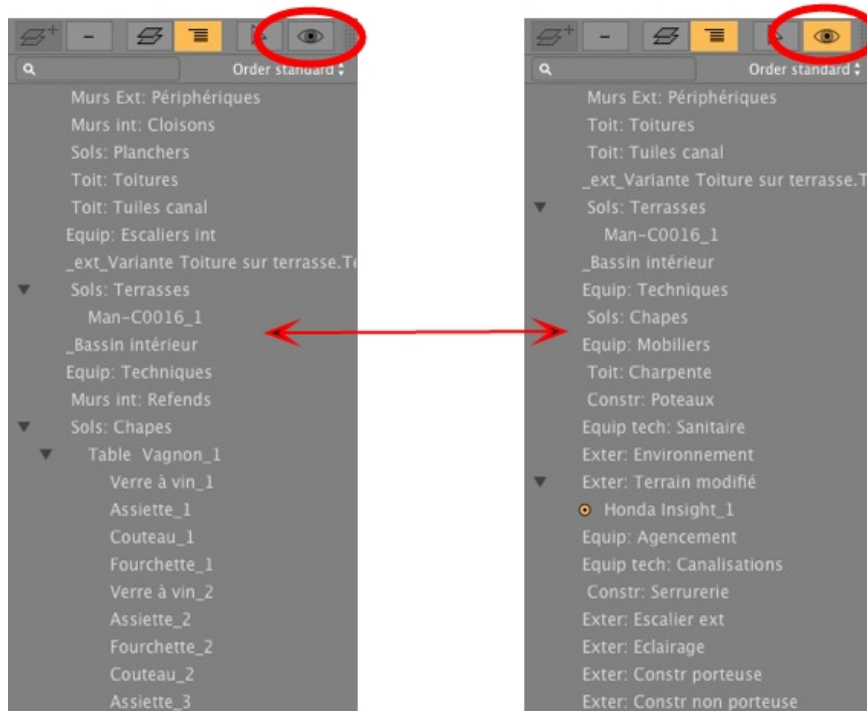 Order standard
Murs Ext: Périphériques
Murs int: Cloisons
Sols: Planchers
Toit: Toitures
Toit: Tuiles canal
Equip: Escaliers int
_ext_Variante Toiture sur terrasse.Te
Sols: Terrasses
Man-C0016_1
_Bassin intérieur
Equip: Techniques
Murs int: Refends
Sols: Chapes
Table Vagnon_1
Verre à vin_1
Assiette_1
Couteau_1
Fourchette_1
Verre à vin_2
Assiette_2
Fourchette_2
Couteau_2
Assiette_3
Order standard
Murs Ext: Périphériques
Toit: Toitures
Toit: Tuiles canal
_ext_Variante Toiture sur terrasse.T
Sols: Terrasses
Man-C0016_1
_Bassin intérieur
Equip: Techniques
Sols: Chapes
Equip: Mobiliers
Toit: Charpente
Constr: Poteaux
Equip tech: Sanitaire
Exter: Environnement
Exter: Terrain modifié
Honda Insight_1
Equip: Agencement
Equip tech: Canalisations
Constr: Serrurerie
Exter: Escalier ext
Exter: Eclairage
Exter: Constr porteuse
Exter: Constr non porteuse